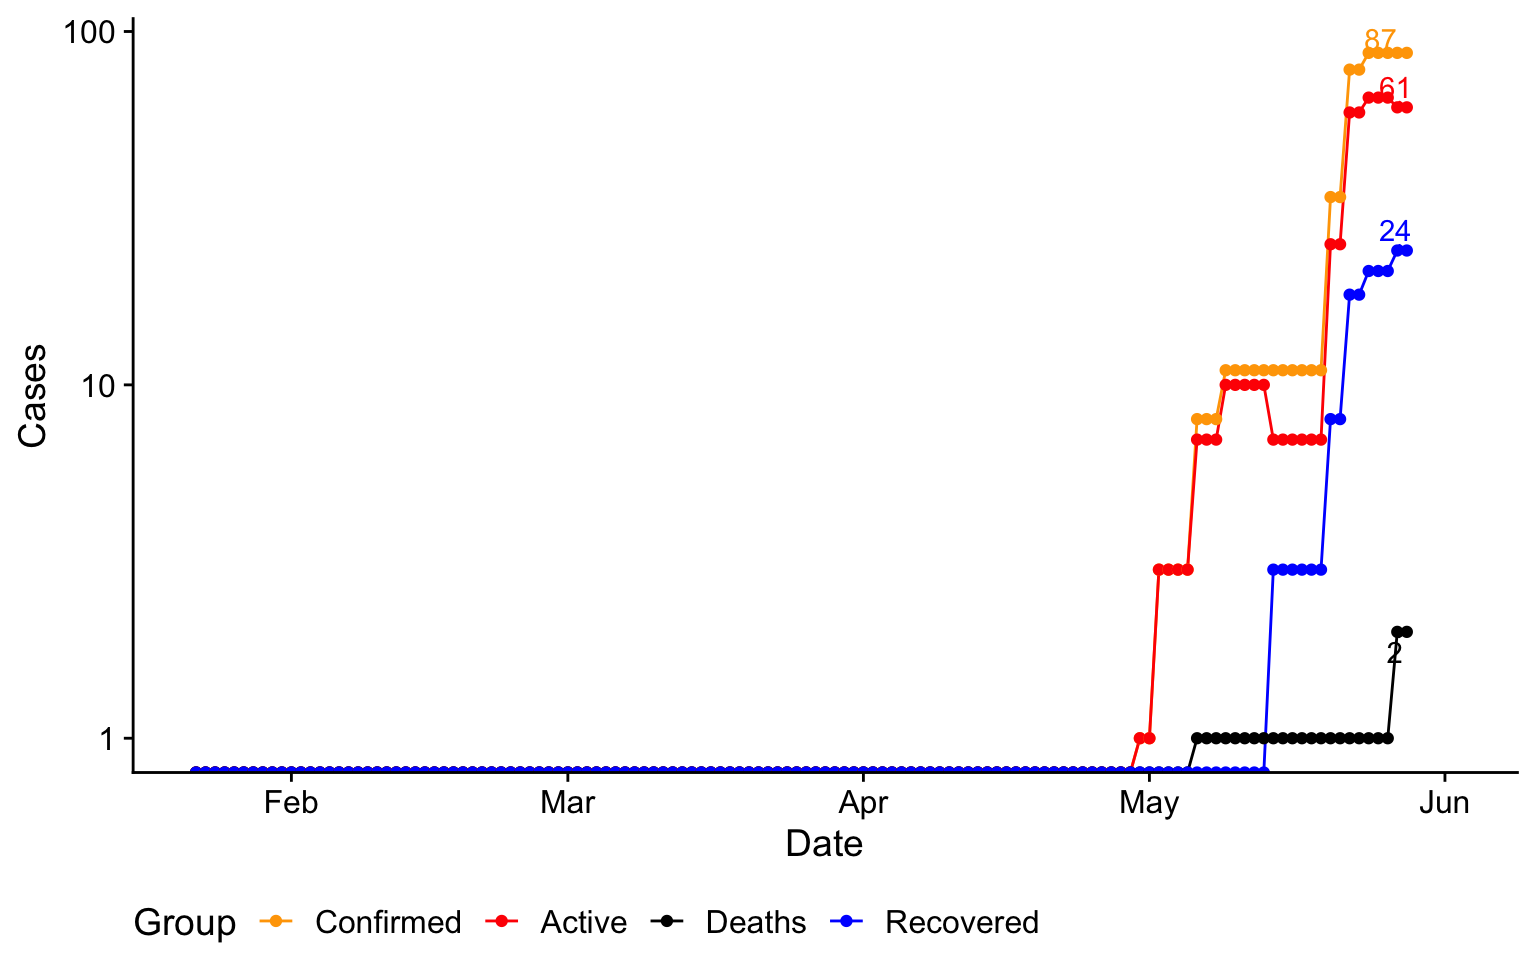 100
10
1
Cases
87
61
24
2
Feb Mar Apr May Jun
Date
Group Confirmed Active Deaths Recovered